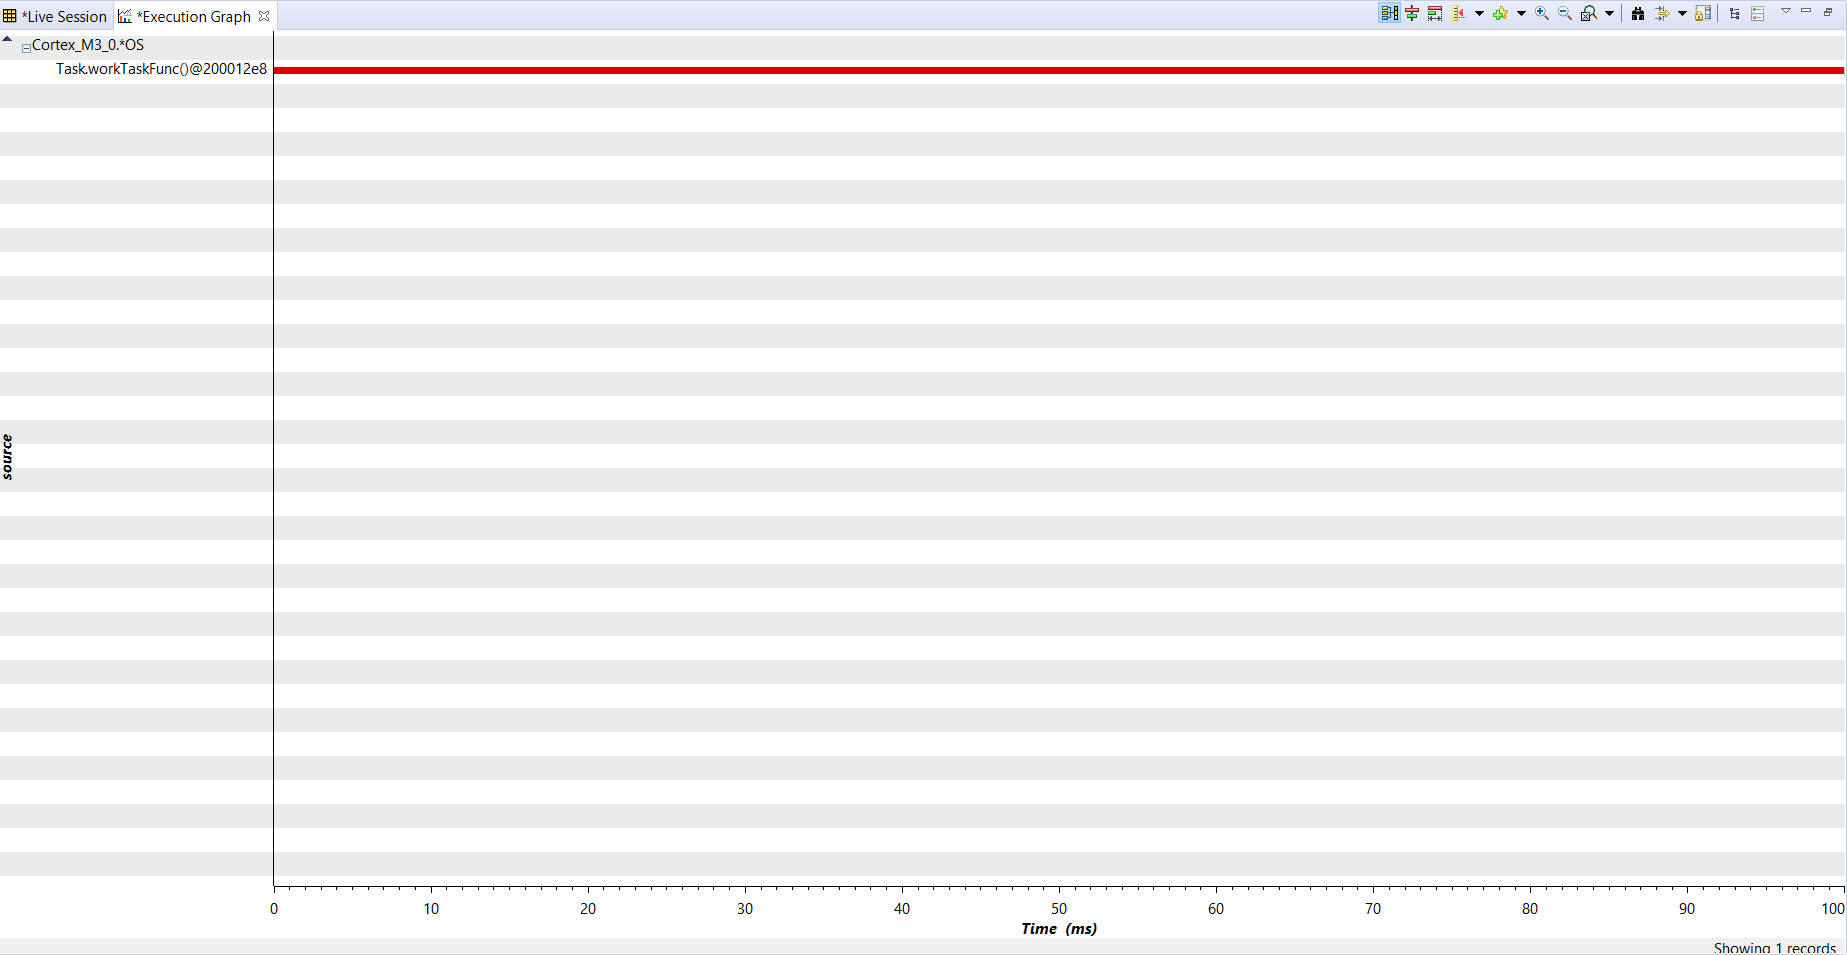 *Live Session *Execution Graph
Cortex_M3_0.*OS
Task.workTaskFunc()@200012e8
source
0 10 20 30 40 50 60 70 80 90 100
Time (ms)
Showing 1 records